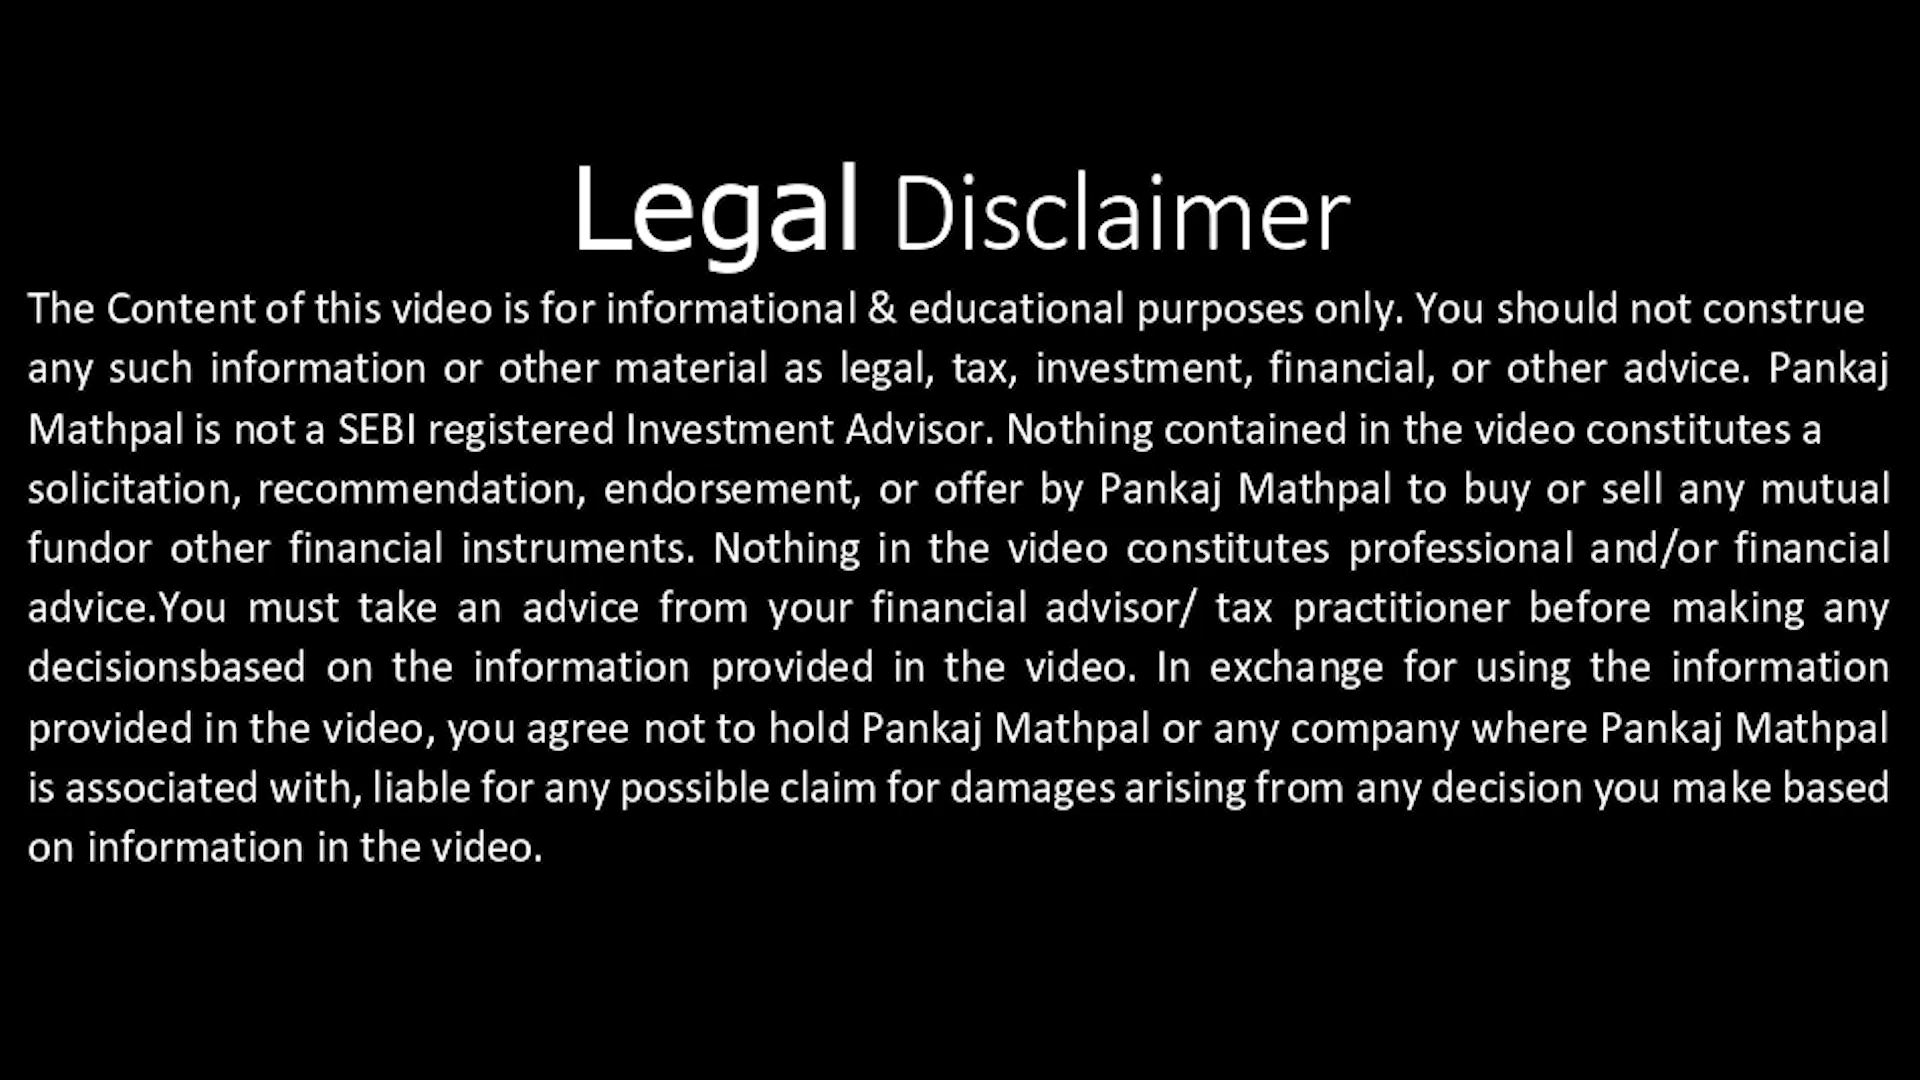 Legal Disclaimer
The Content of this video is for informational & educational purposes only. You should not construe
any such information or other material as legal, tax, investment, financial, or other advice. Pankaj
Mathpal is not a SEBI registered Investment Advisor. Nothing contained in the video constitutes a
solicitation, recommendation, endorsement, or offer by Pankaj Mathpal to buy or sell any mutual
fundor other financial instruments. Nothing in the video constitutes professional and/or financial
advice.You must take an advice from your financial advisor/ tax practitioner before making any
decisionsbased on the information provided in the video. In exchange for using the information
provided in the video, you agree not to hold Pankaj Mathpal or any company where Pankaj Mathpal
is associated with, liable for any possible claim for damages arising from any decision you make based
on information in the video.